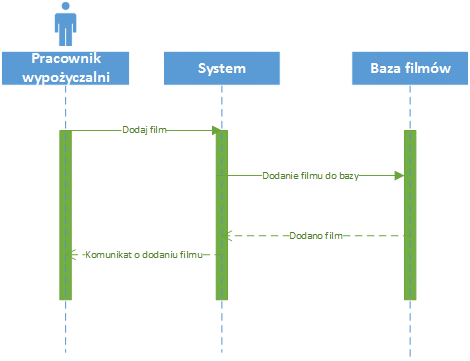 Pracownik
wypożyczalni
System
Baza filmów
Dodaj film
Dodanie filmu do bazy
Dodano film
Komunikat o dodaniu filmu